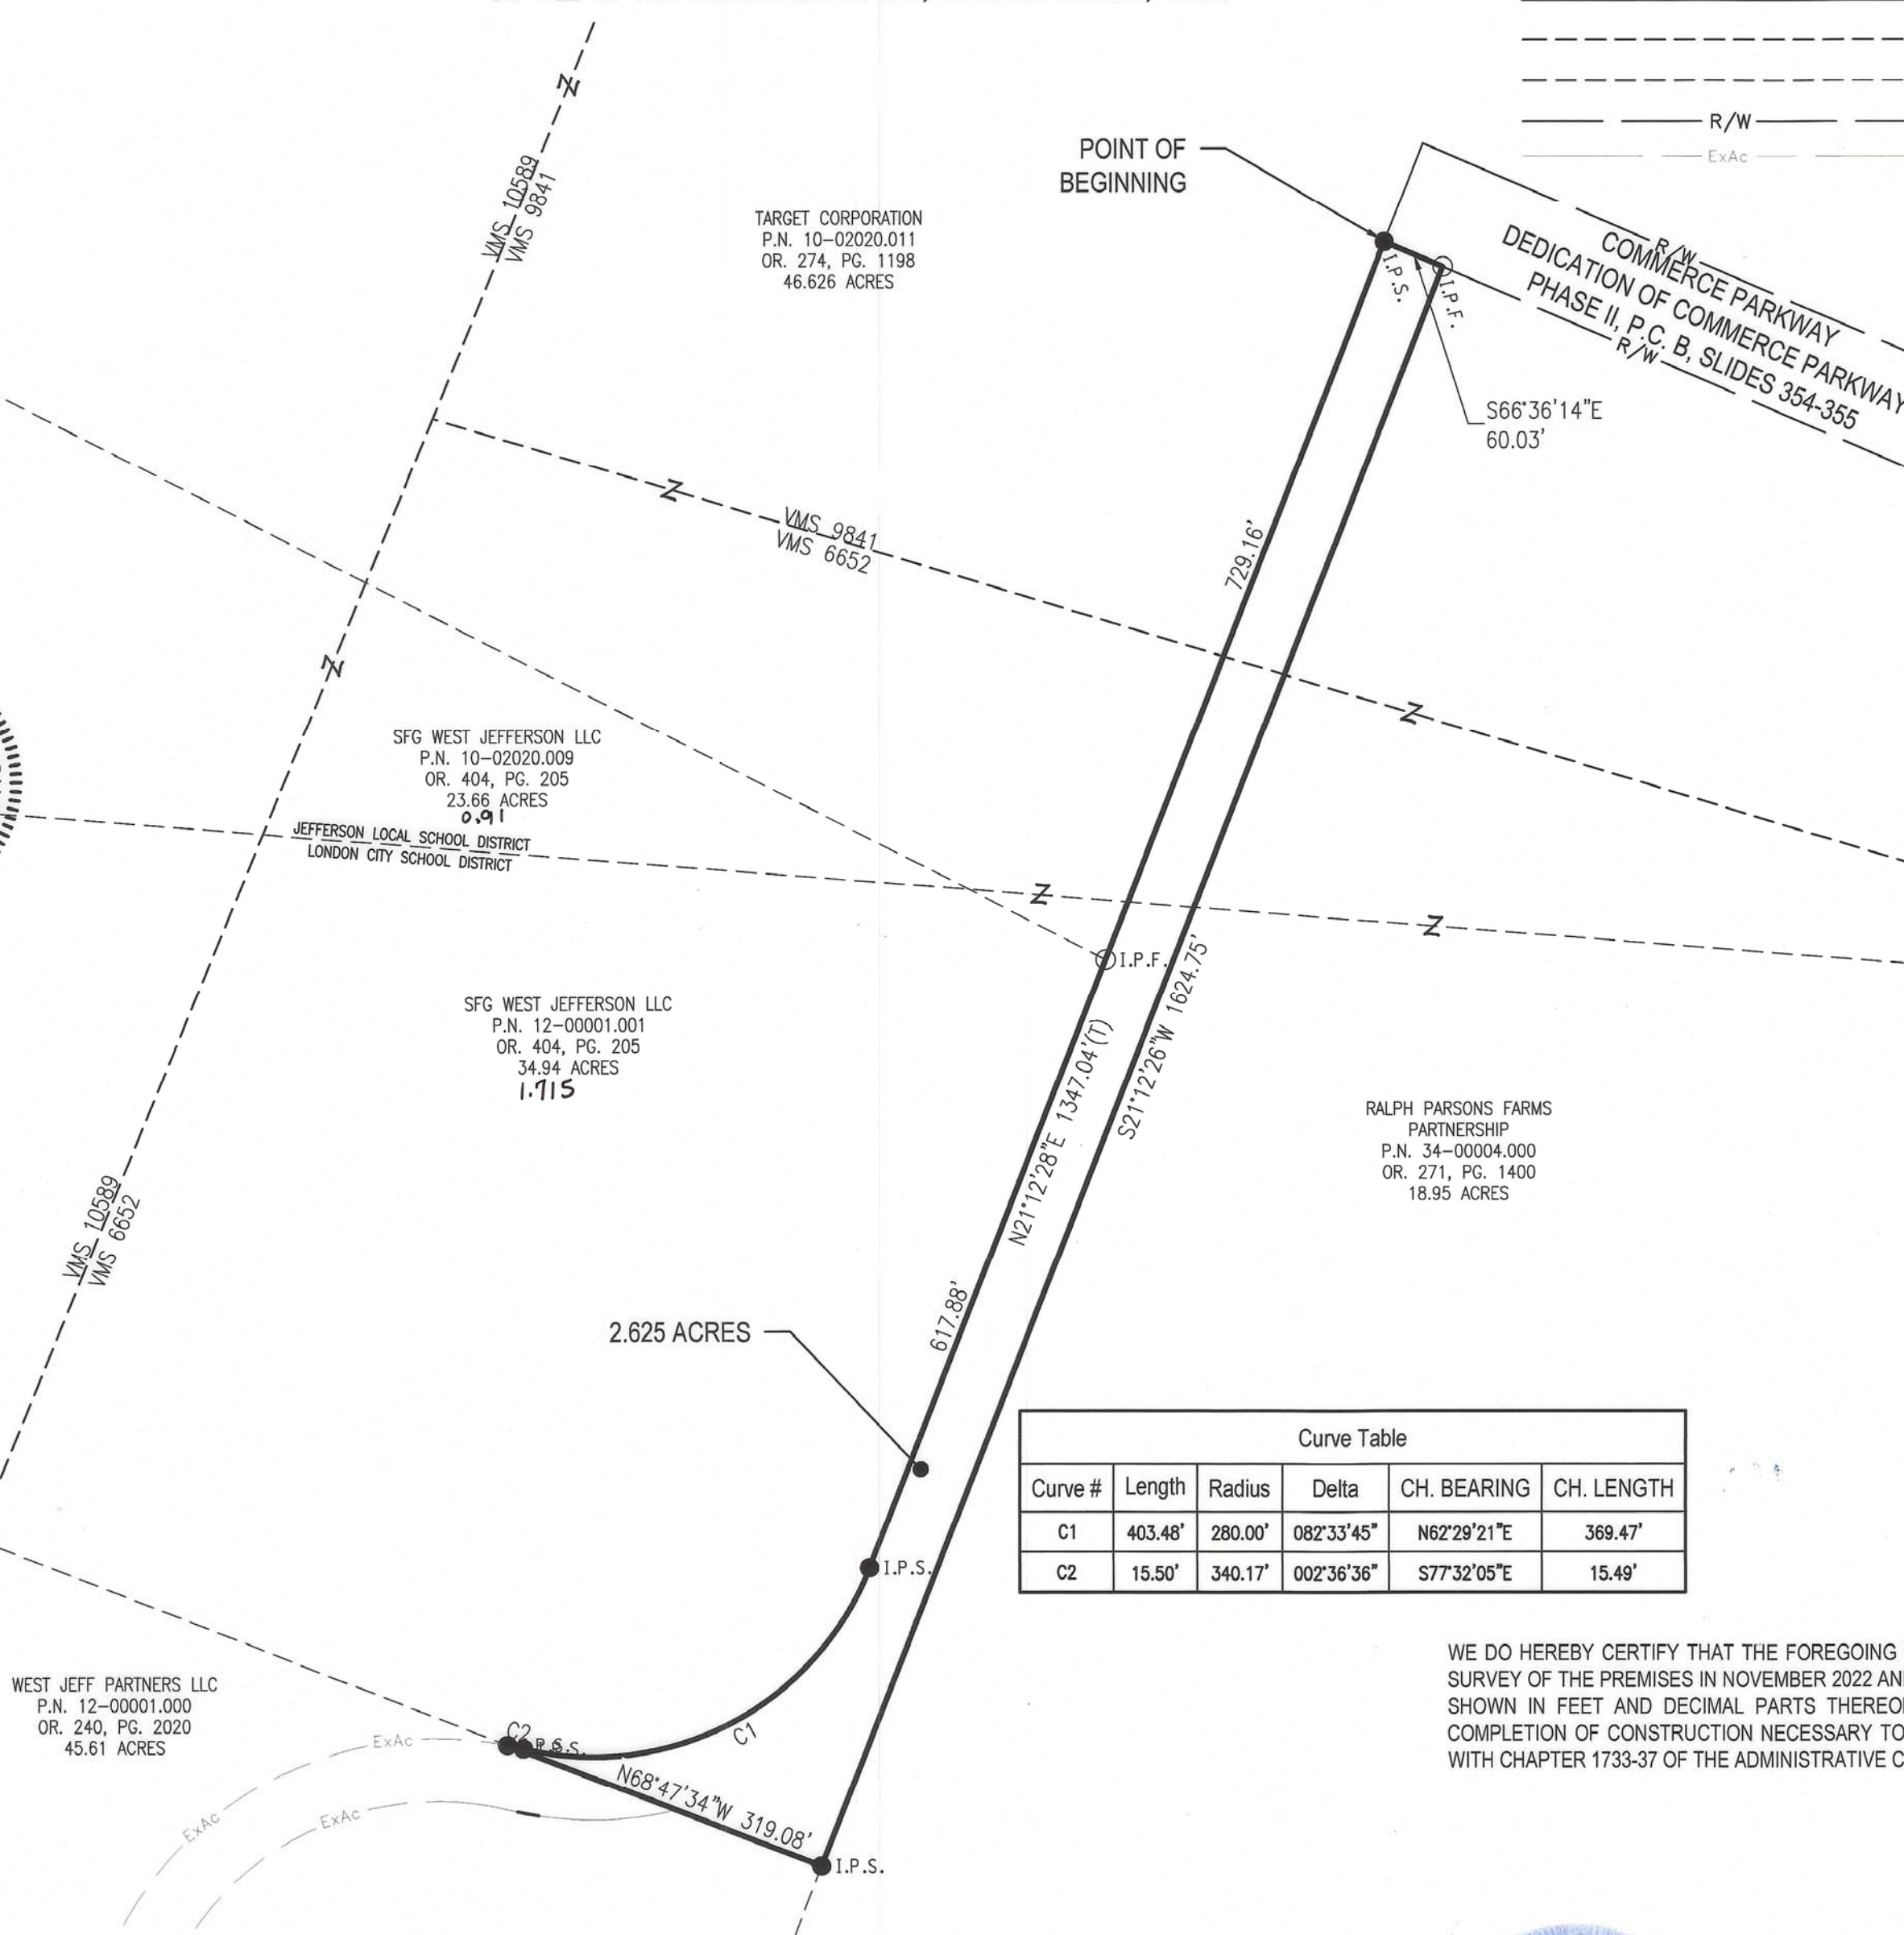 R/W
ExAc
POINT OF
BEGINNING
VMS 10589
VMS 9841
TARGET CORPORATION
P.N. 10-02020.011
OR. 274, PG. 1198
46.626 ACRES
I.P.S.
I.P.F.
R/W
COMMERCE PARKWAY
DEDICATION OF COMMERCE PARKWAY
PHASE II, P.C. B, SLIDES 354-355
R/W
S66°36'14"E
60.03'
Z
Z
VMS 9841
VMS 6652
729.16'
Z
Z
SFG WEST JEFFERSON LLC
P.N. 10-02020.009
OR. 404, PG. 205
23.66 ACRES
0.91
JEFFERSON LOCAL SCHOOL DISTRICT
LONDON CITY SCHOOL DISTRICT
Z
Z
I.P.F.
SFG WEST JEFFERSON LLC
P.N. 12-00001.001
OR. 404, PG. 205
34.94 ACRES
1.715
N21°12'28"E 1347.04'(T)
S21°12'26"W 1624.75'
RALPH PARSONS FARMS
PARTNERSHIP
P.N. 34-00004.000
OR. 271, PG. 1400
18.95 ACRES
VMS 10589
VMS 6652
617.88'
2.625 ACRES
Curve Table
Curve # Length Radius Delta CH. BEARING CH. LENGTH
C1 403.48' 280.00' 082°33'45" N62°29'21"E 369.47'
C2 15.50' 340.17' 002°36'36" S77°32'05"E 15.49'
I.P.S.
WEST JEFF PARTNERS LLC
P.N. 12-00001.000
OR. 240, PG. 2020
45.61 ACRES
ExAc
C2
I.P.S.
C1
N68°47'34"W 319.08'
ExAc
ExAc
I.P.S.
WE DO HEREBY CERTIFY THAT THE FOREGOING
SURVEY OF THE PREMISES IN NOVEMBER 2022
SHOWN IN FEET AND DECIMAL PARTS
COMPLETION OF CONSTRUCTION NECESSARY TO
WITH CHAPTER 1733-37 OF THE ADMINISTRATIVE